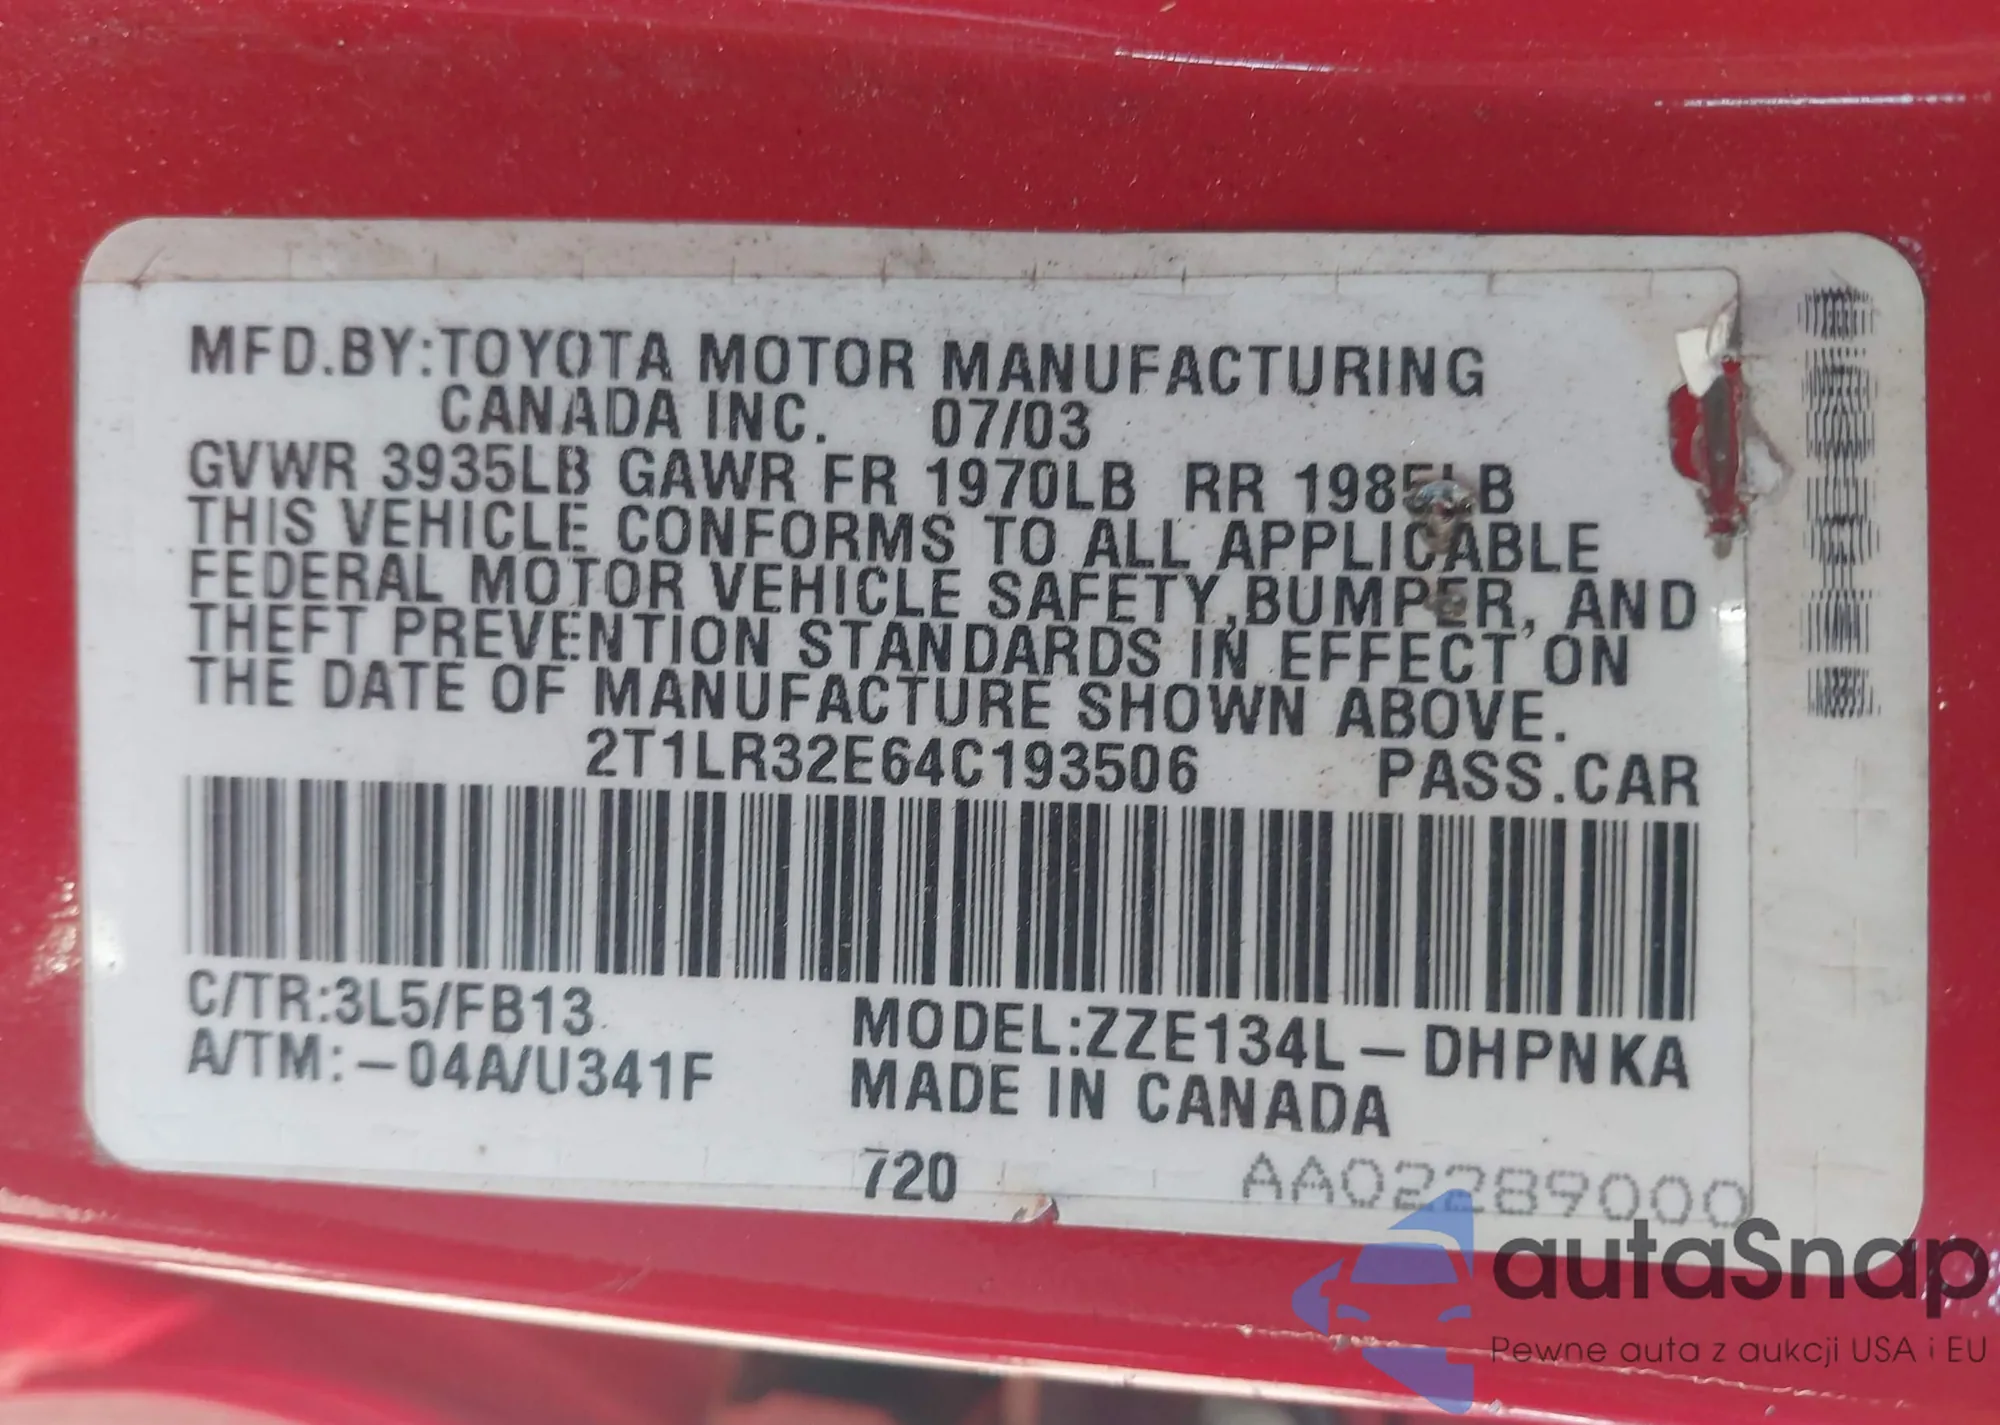 MFD.BY:TOYOTA MOTOR MANUFACTURING
CANADA INC. 07/03
GVWR 3935LB GAWR FR 1970LB RR 1985LB
THIS VEHICLE CONFORMS TO ALL APPLICABLE
FEDERAL MOTOR VEHICLE SAFETY,BUMPER, AND
THEFT PREVENTION STANDARDS IN EFFECT ON
THE DATE OF MANUFACTURE SHOWN ABOVE.
2T1LR32E64C193506 PASS.CAR
C/TR:3L5/FB13
A/TM:-04A/U341F
MODEL:ZZE134L-DHPNKA
MADE IN CANADA
720
AA02289000
autaSnap
Pewne auta z aukcji USA i EU